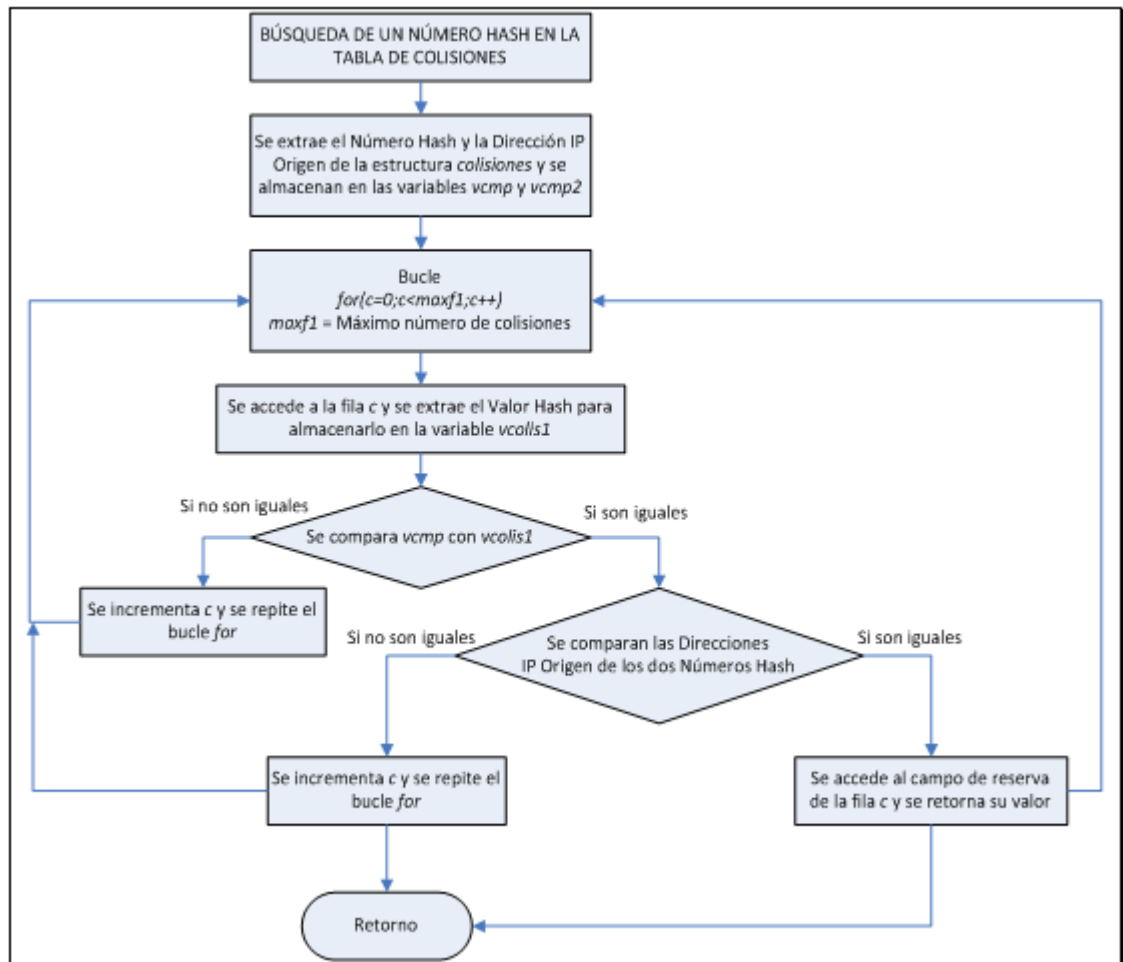 BÚSQUEDA DE UN NÚMERO HASH EN LA
TABLA DE COLISIONES
Se extrae el Número Hash y la Dirección IP
Origen de la estructura colisiones y se
almacenan en las variables vcmp y vcmp2
Bucle
for(c=0;c<maxf1;c++)
maxf1 = Máximo número de colisiones
Se accede a la fila c y se extrae el Valor Hash para
almacenarlo en la variable vcolis1
Si no son iguales
Si son iguales
Se compara vcmp con vcolis1
Se incrementa c y se repite el
bucle for
Si no son iguales
Si son iguales
Se comparan las Direcciones
IP Origen de los dos Números Hash
Se incrementa c y se repite el
bucle for
Se accede al campo de reserva
de la fila c y se retorna su valor
Retorno